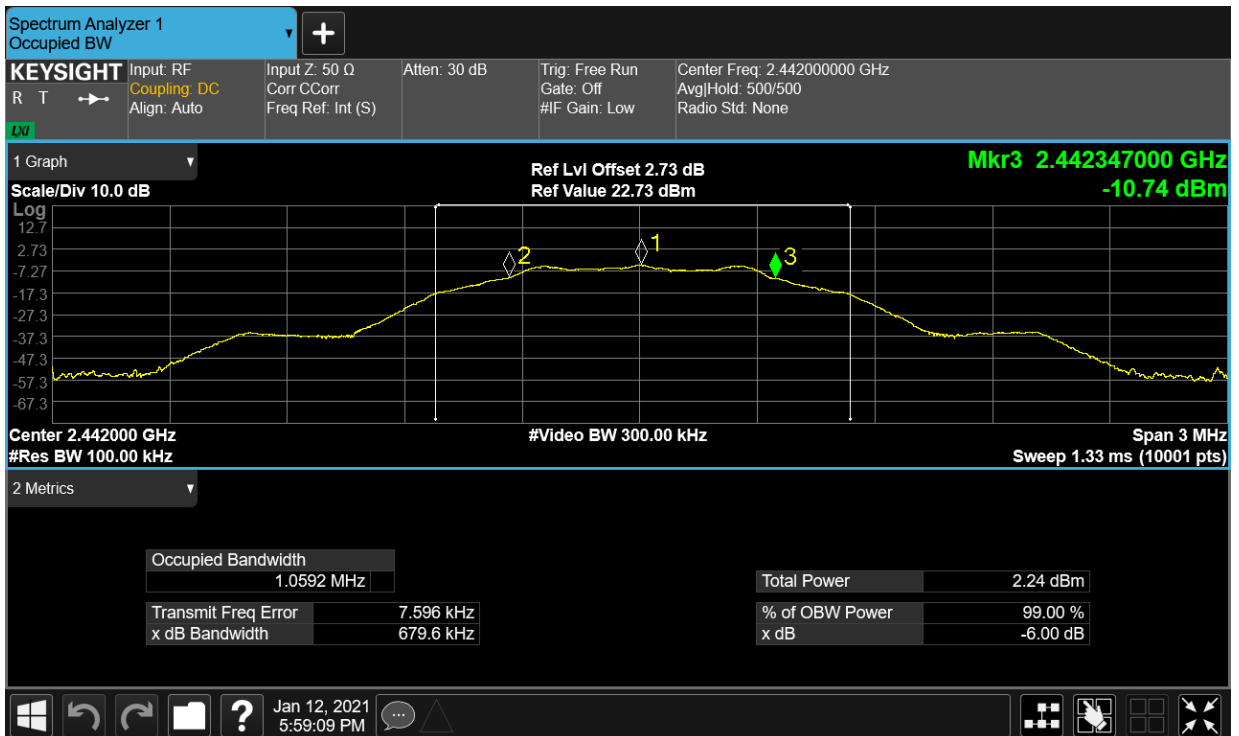 Spectrum Analyzer 1
Occupied BW
KEYSIGHT
R T
LXI
Input: RF
Coupling: DC
Align: Auto
Input Z: 50 Ω
Corr CCorr
Freq Ref: Int (S)
Atten: 30 dB
Trig: Free Run
Gate: Off
#IF Gain: Low
Center Freq: 2.442000000 GHz
Avg|Hold: 500/500
Radio Std: None
1 Graph
Scale/Div 10.0 dB
Ref Lvl Offset 2.73 dB
Ref Value 22.73 dBm
Mkr3 2.442347000 GHz
-10.74 dBm
Log
12.7
2.73
-7.27
-17.3
-27.3
-37.3
-47.3
-57.3
-67.3
2
1
3
Center 2.442000 GHz
#Res BW 100.00 kHz
#Video BW 300.00 kHz
Span 3 MHz
Sweep 1.33 ms (10001 pts)
2 Metrics
Occupied Bandwidth
1.0592 MHz
Transmit Freq Error 7.596 kHz
x dB Bandwidth 679.6 kHz
Total Power 2.24 dBm
% of OBW Power 99.00 %
x dB -6.00 dB
?
Jan 12, 2021
5:59:09 PM